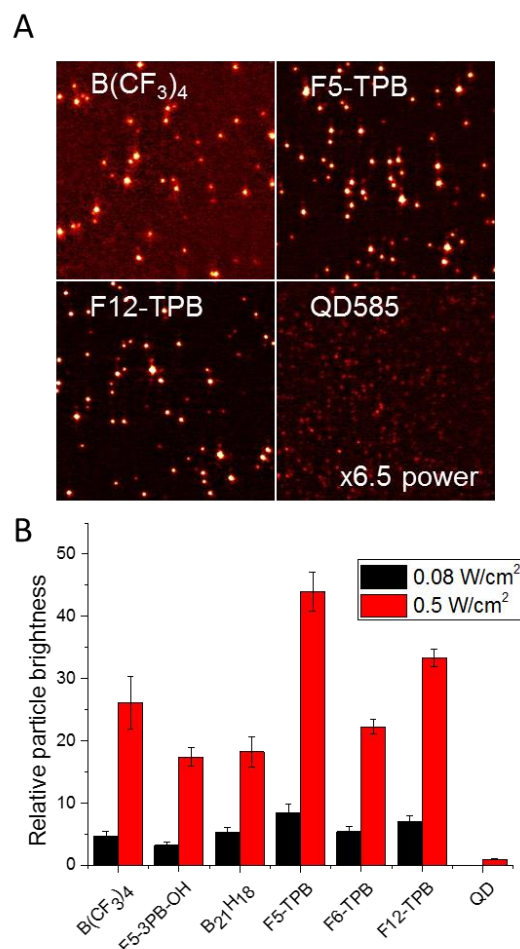 A
B(CF₃)₄
F5-TPB
F12-TPB
QD585
x6.5 power
B
Relative particle brightness
50
40
30
20
10
0
0.08 W/cm²
0.5 W/cm²
B(CF₃)4
F5-3PB-OH
B₂₁H₁₈
F5-TPB
F6-TPB
F12-TPB
QD